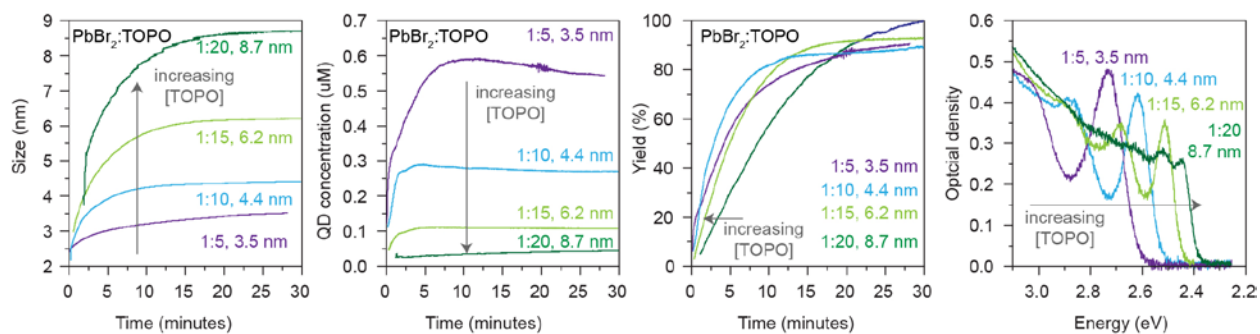 PbBr2:TOPO
1:20, 8.7 nm
increasing
[TOPO]
1:15, 6.2 nm
1:10, 4.4 nm
1:5, 3.5 nm
Size (nm)
9
8
7
6
5
4
3
2
0 5 10 15 20 25 30
Time (minutes)
PbBr2:TOPO
1:5, 3.5 nm
increasing
[TOPO]
1:10, 4.4 nm
1:15, 6.2 nm
1:20, 8.7 nm
QD concentration (uM)
0.7
0.6
0.5
0.4
0.3
0.2
0.1
0.0
0 5 10 15 20 25 30
Time (minutes)
PbBr2:TOPO
1:5, 3.5 nm
1:10, 4.4 nm
1:15, 6.2 nm
1:20, 8.7 nm
increasing
[TOPO]
Yield (%)
100
80
60
40
20
0
0 5 10 15 20 25 30
Time (minutes)
1:5, 3.5 nm
1:10, 4.4 nm
1:15, 6.2 nm
1:20
8.7 nm
increasing
[TOPO]
Optcial density
0.6
0.5
0.4
0.3
0.2
0.1
0.0
3.0 2.8 2.6 2.4 2.25
Energy (eV)